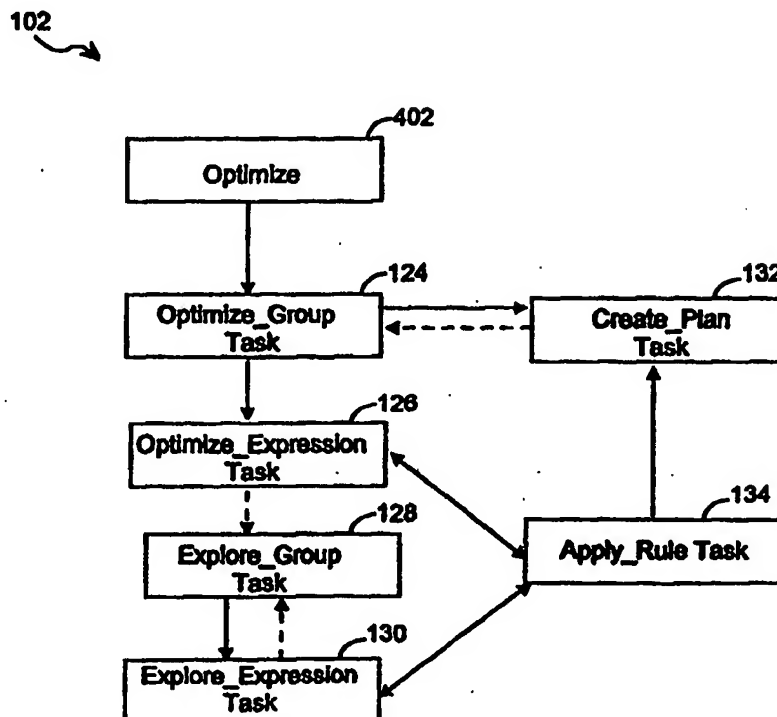 102
402
Optimize
124
132
Optimize_Group
Task
Create_Plan
Task
126
Optimize_Expression
Task
134
128
Explore_Group
Task
Apply_Rule Task
130
Explore_Expression
Task